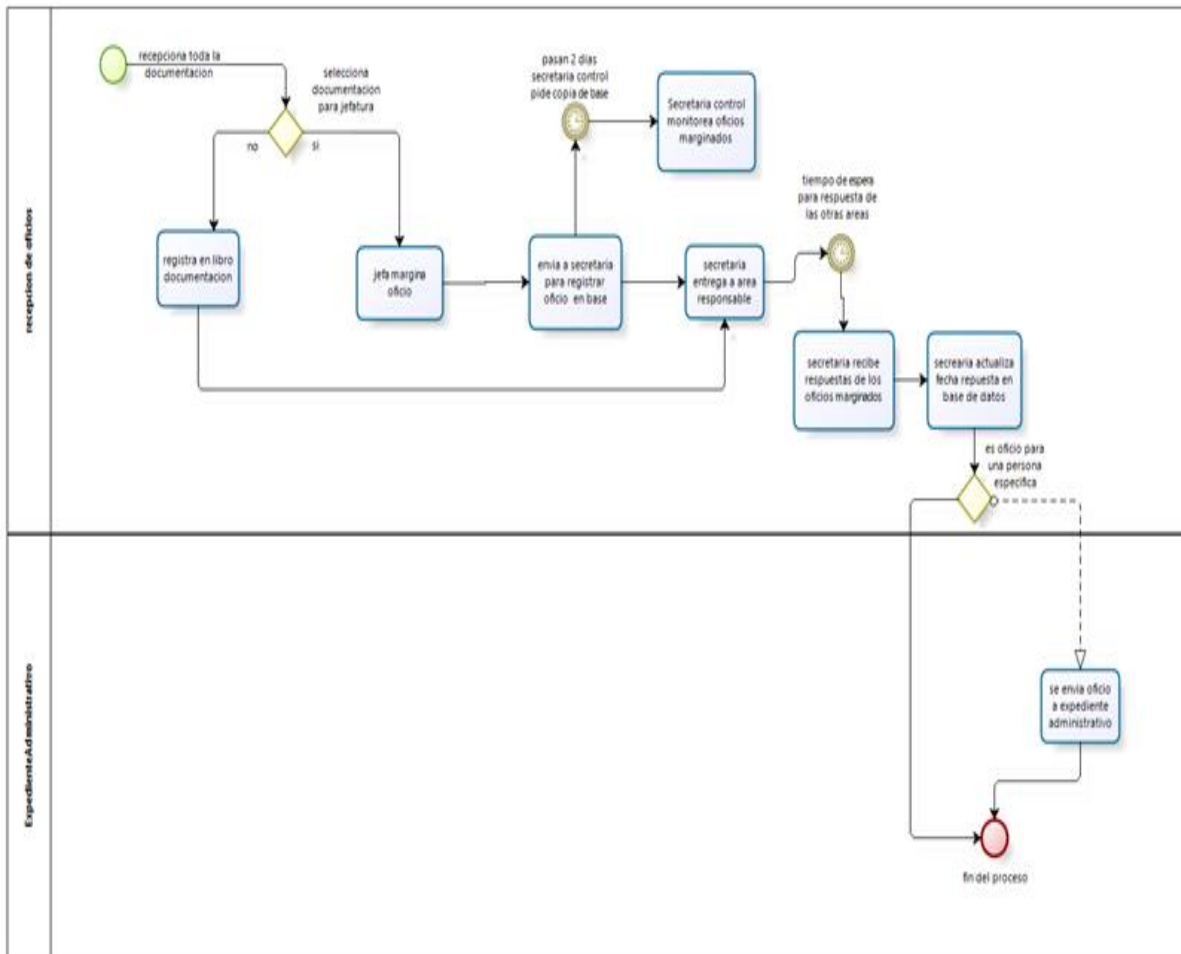 recepcion de oficios
recepciona toda la
documentacion
selecciona
documentacion
para jefatura
no
si
registra en libro
documentacion
jefa margina
oficio
pasan 2 días
secretaria control
pide copia de base
Secretaria control
monitorea oficios
marginados
envia a secretaria
para registrar
oficio en base
secretaria
entrega a area
responsable
tiempo de espera
para respuesta de
las otras areas
secretaria recibe
respuestas de los
oficios marginados
secrearia actualiza
fecha repuesta en
base de datos
es oficio para
una persona
especifica
ExpedienteAdministrativo
se envia oficio
a expediente
administrativo
fin del proceso